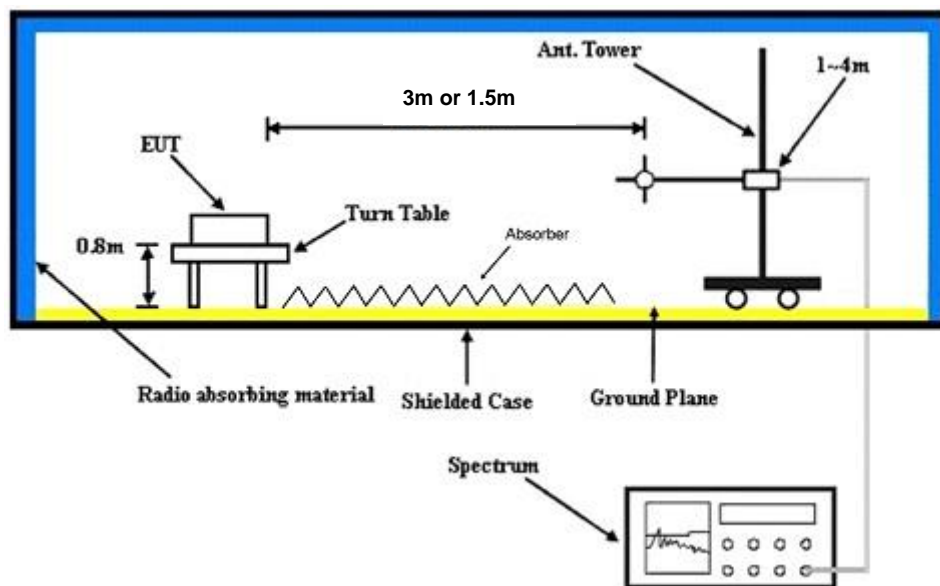 Ant. Tower
1~4m
3m or 1.5m
EUT
Turn Table
0.8m
Absorber
Radio absorbing material
Shielded Case
Ground Plane
Spectrum